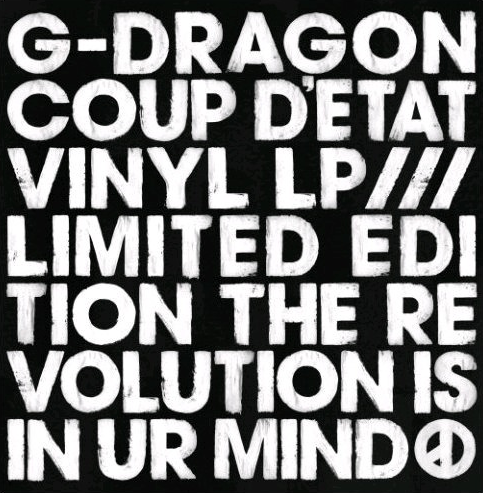 G-DRAGON
COUP D'ETAT
VINYL LP///
LIMITED EDI
TION THE RE
VOLUTION IS
IN UR MIND☮